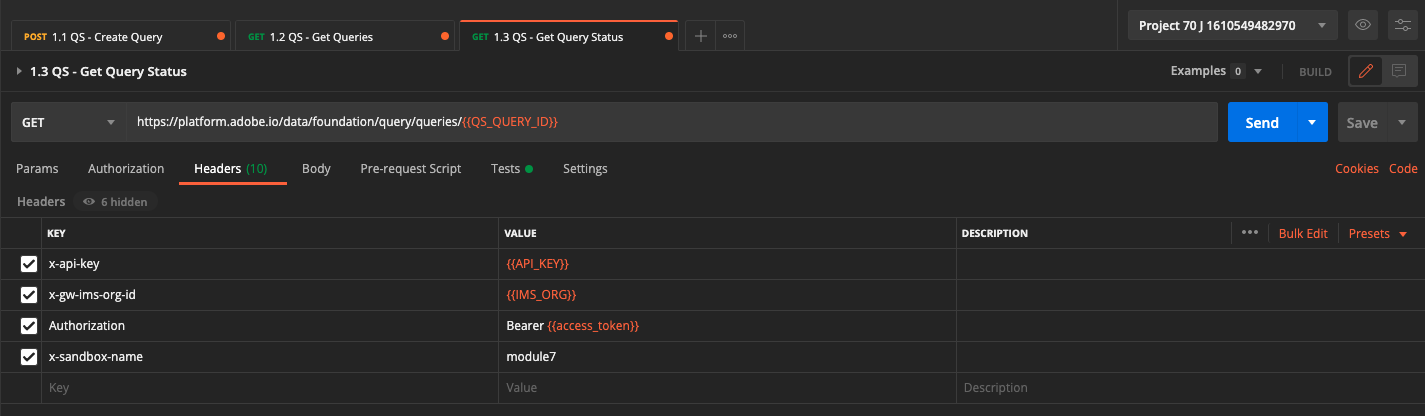 POST 1.1 QS - Create Query GET 1.2 QS - Get Queries GET 1.3 QS - Get Query Status Project 70 J 1610549482970
1.3 QS - Get Query Status Examples 0 BUILD
GET https://platform.adobe.io/data/foundation/query/queries/{{QS_QUERY_ID}} Send Save
Params Authorization Headers (10) Body Pre-request Script Tests Settings Cookies Code
Headers 6 hidden
KEY VALUE DESCRIPTION ••• Bulk Edit Presets
x-api-key {{API_KEY}}
x-gw-ims-org-id {{IMS_ORG}}
Authorization Bearer {{access_token}}
x-sandbox-name module7
Key Value Description